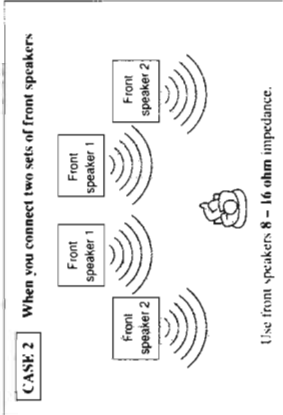 CASE 2 When you connect two sets of front speakers
Front
speaker 2
Front
speaker 1
Front
speaker 1
Front
speaker 2
Use front speakers 8 – 16 ohm impedance.